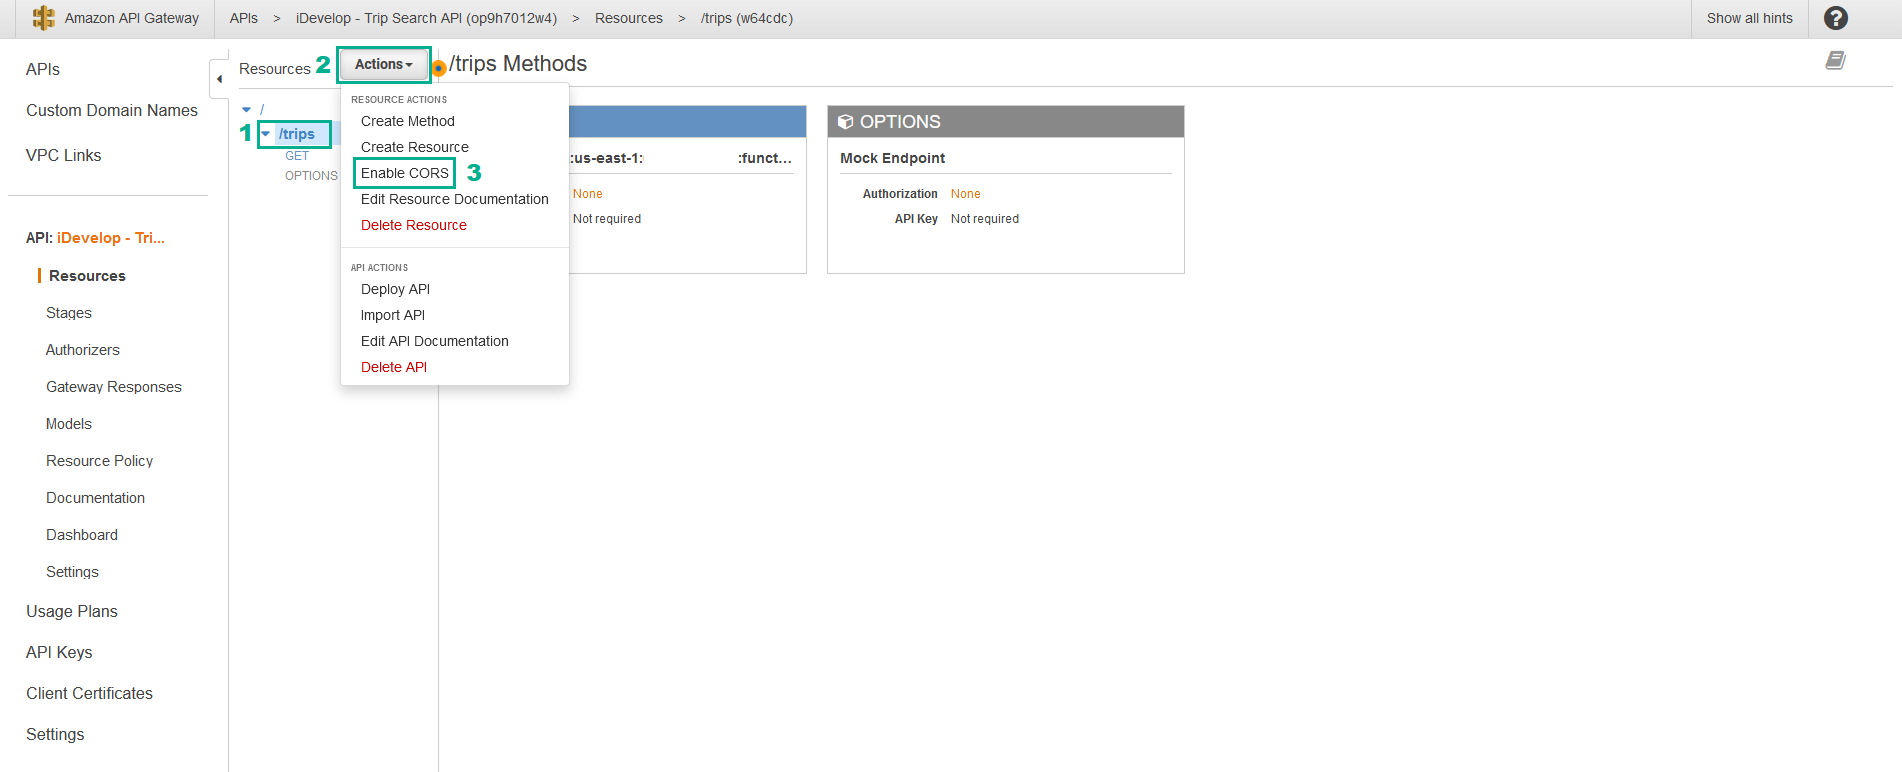 Amazon API Gateway
APIs > iDevelop - Trip Search API (op9h7012w4) > Resources > /trips (w64cdc)
Show all hints
?
APIs
Custom Domain Names
VPC Links
API: iDevelop - Tri...
Resources
Stages
Authorizers
Gateway Responses
Models
Resource Policy
Documentation
Dashboard
Settings
Usage Plans
API Keys
Client Certificates
Settings
Resources 2 Actions
/
1 /trips
GET
OPTIONS
RESOURCE ACTIONS
Create Method
Create Resource
Enable CORS 3
Edit Resource Documentation
Delete Resource
API ACTIONS
Deploy API
Import API
Edit API Documentation
Delete API
/trips Methods
:us-east-1: :funct...
None
Not required
OPTIONS
Mock Endpoint
Authorization None
API Key Not required